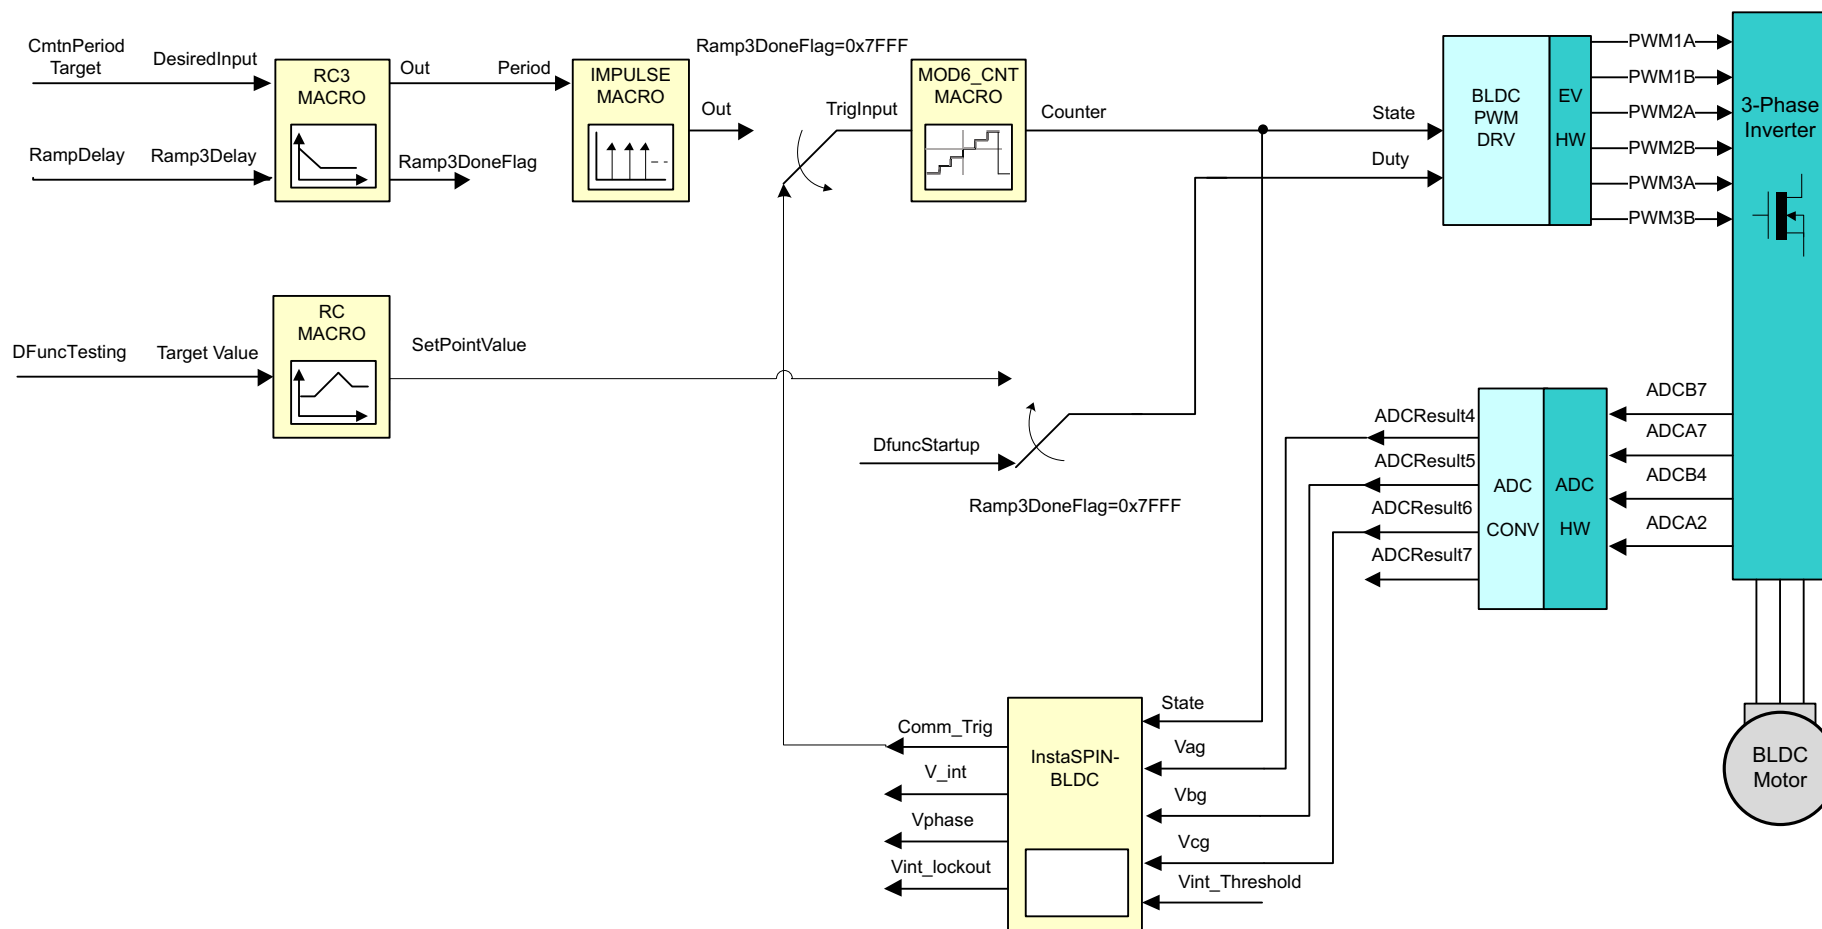 CmtnPeriod
Target
DesiredInput
RC3
MACRO
Out
Period
IMPULSE
MACRO
Ramp3DoneFlag=0x7FFF
Out
TrigInput
MOD6_CNT
MACRO
Counter
State
BLDC
PWM
DRV
EV
HW
PWM1A
PWM1B
PWM2A
PWM2B
PWM3A
PWM3B
3-Phase
Inverter
RampDelay
Ramp3Delay
Ramp3DoneFlag
Duty
RC
MACRO
DFuncTesting
Target Value
SetPointValue
DfuncStartup
Ramp3DoneFlag=0x7FFF
ADCResult4
ADCResult5
ADCResult6
ADCResult7
ADC
CONV
ADC
HW
ADCB7
ADCA7
ADCB4
ADCA2
Comm_Trig
V_int
Vphase
Vint_lockout
InstaSPIN-
BLDC
State
Vag
Vbg
Vcg
Vint_Threshold
BLDC
Motor